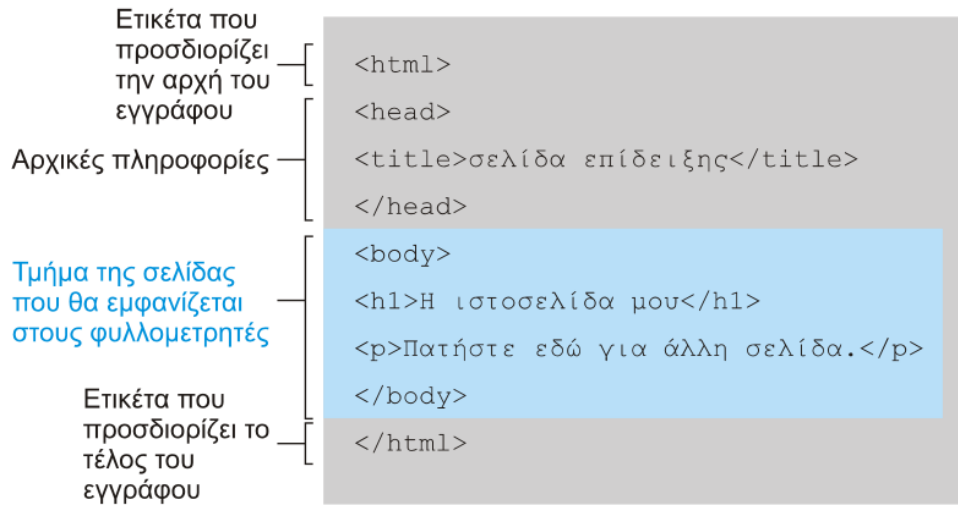 Ετικέτα που
προσδιορίζει
την αρχή του
εγγράφου
<html>
<head>
Αρχικές πληροφορίες
<title>σελίδα επίδειξης</title>
</head>
<body>
Τμήμα της σελίδας
που θα εμφανίζεται
στους φυλλομετρητές
<h1>Η ιστοσελίδα μου</h1>
<p>Πατήστε εδώ για άλλη σελίδα.</p>
</body>
Ετικέτα που
προσδιορίζει το
τέλος του
εγγράφου
</html>